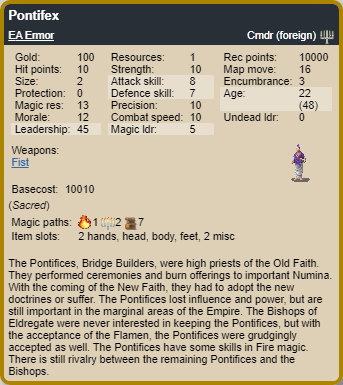 Pontifex
EA Ermor Cmdr (foreign)
Gold: 100 Resources: 1 Rec points: 10000
Hit points: 10 Strength: 10 Map move: 16
Size: 2 Attack skill: 8 Encumbrance: 3
Protection: 0 Defence skill: 7 Age: 22
Magic res: 13 Precision: 10 (48)
Morale: 12 Combat speed: 10 Undead ldr: 0
Leadership: 45 Magic ldr: 5
Weapons:
Fist
Basecost: 10010
(Sacred)
Magic paths: 1 2 7
Item slots: 2 hands, head, body, feet, 2 misc
The Pontifices, Bridge Builders, were high priests of the Old Faith.
They performed ceremonies and burn offerings to important Numina.
With the coming of the New Faith, they had to adopt the new
doctrines or suffer. The Pontifices lost influence and power, but are
still important in the marginal areas of the Empire. The Bishops of
Eldregate were never interested in keeping the Pontifices, but with
the acceptance of the Flamen, the Pontifices were grudgingly
accepted as well. The Pontifices have some skills in Fire magic.
There is still rivalry between the remaining Pontifices and the
Bishops.